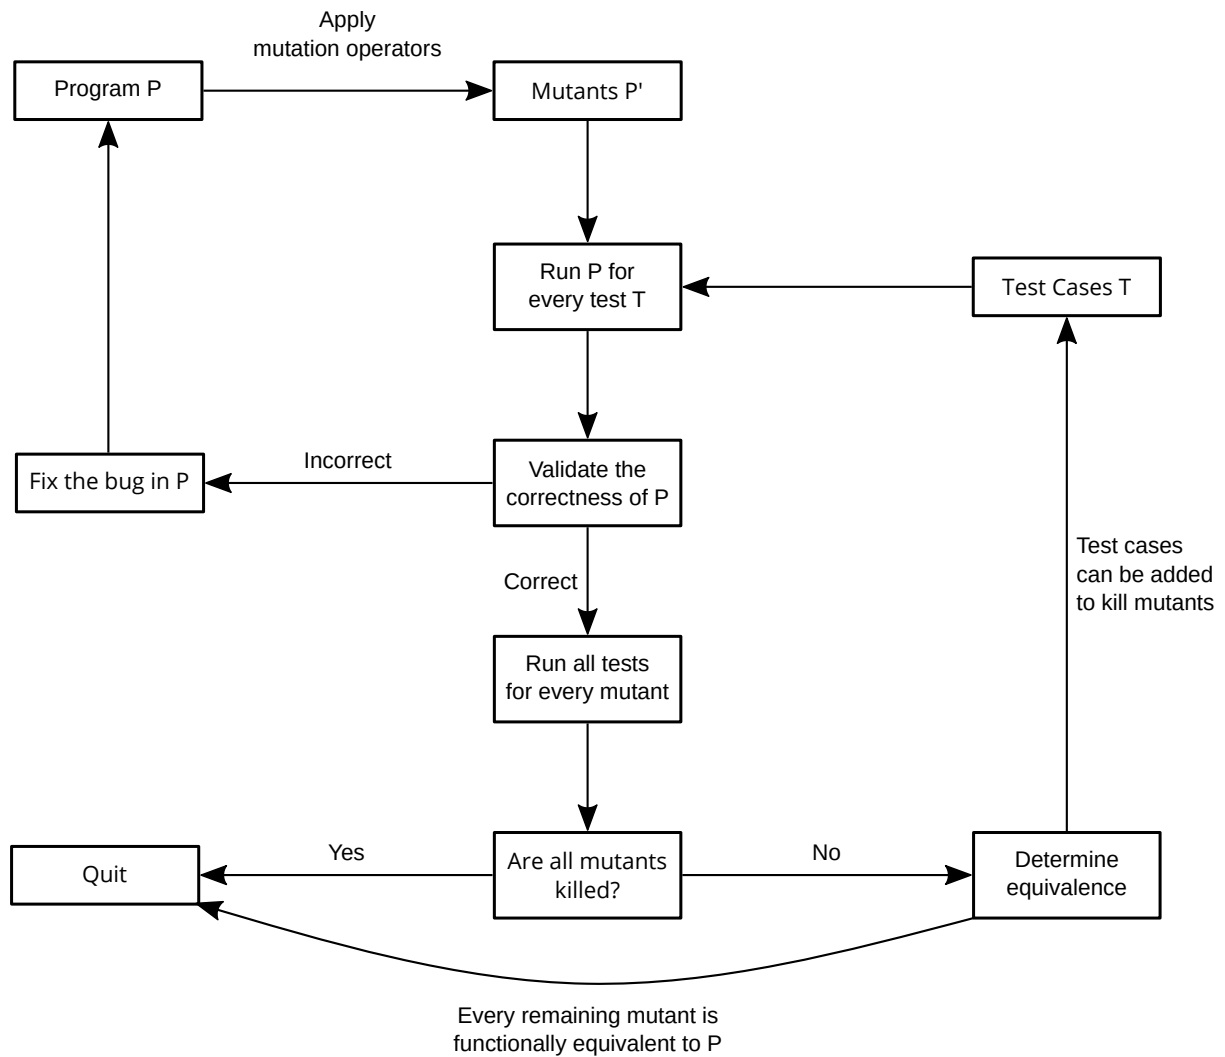 Apply
mutation operators
Program P
Mutants P'
Run P for
every test T
Test Cases T
Incorrect
Fix the bug in P
Validate the
correctness of P
Correct
Test cases
can be added
to kill mutants
Run all tests
for every mutant
Yes
No
Quit
Are all mutants
killed?
Determine
equivalence
Every remaining mutant is
functionally equivalent to P